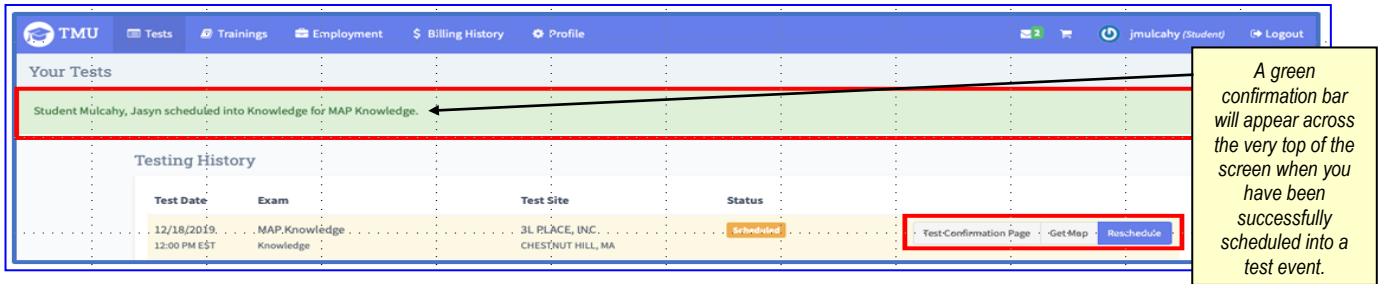 TMU Tests Trainings Employment $ Billing History Profile 2 jmulcahy (Student) Logout
Your Tests
Student Mulcahy, Jasyn scheduled into Knowledge for MAP Knowledge.
Testing History
Test Date Exam Test Site Status
12/18/2019 MAP Knowledge 3L PLACE, INC. Scheduled Test Confirmation Page Get Map Reschedule
12:00 PM EST Knowledge CHESTNUT HILL, MA
A green
confirmation bar
will appear across
the very top of the
screen when you
have been
successfully
scheduled into a
test event.